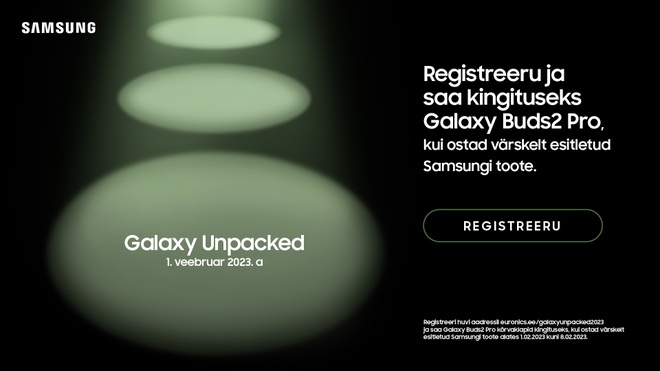 SAMSUNG
Galaxy Unpacked
1. veebruar 2023. a
Registreeru ja
saa kingituseks
Galaxy Buds2 Pro,
kui ostad värskelt esitletud
Samsungi toote.
REGISTREERU
Registreeri huvi aadressil euronics.ee/galaxyunpacked2023
ja saa Galaxy Buds2 Pro kõrvaklapid kingituseks, kui ostad värskelt
esitletud Samsungi toote alates 1.02.2023 kuni 8.02.2023.